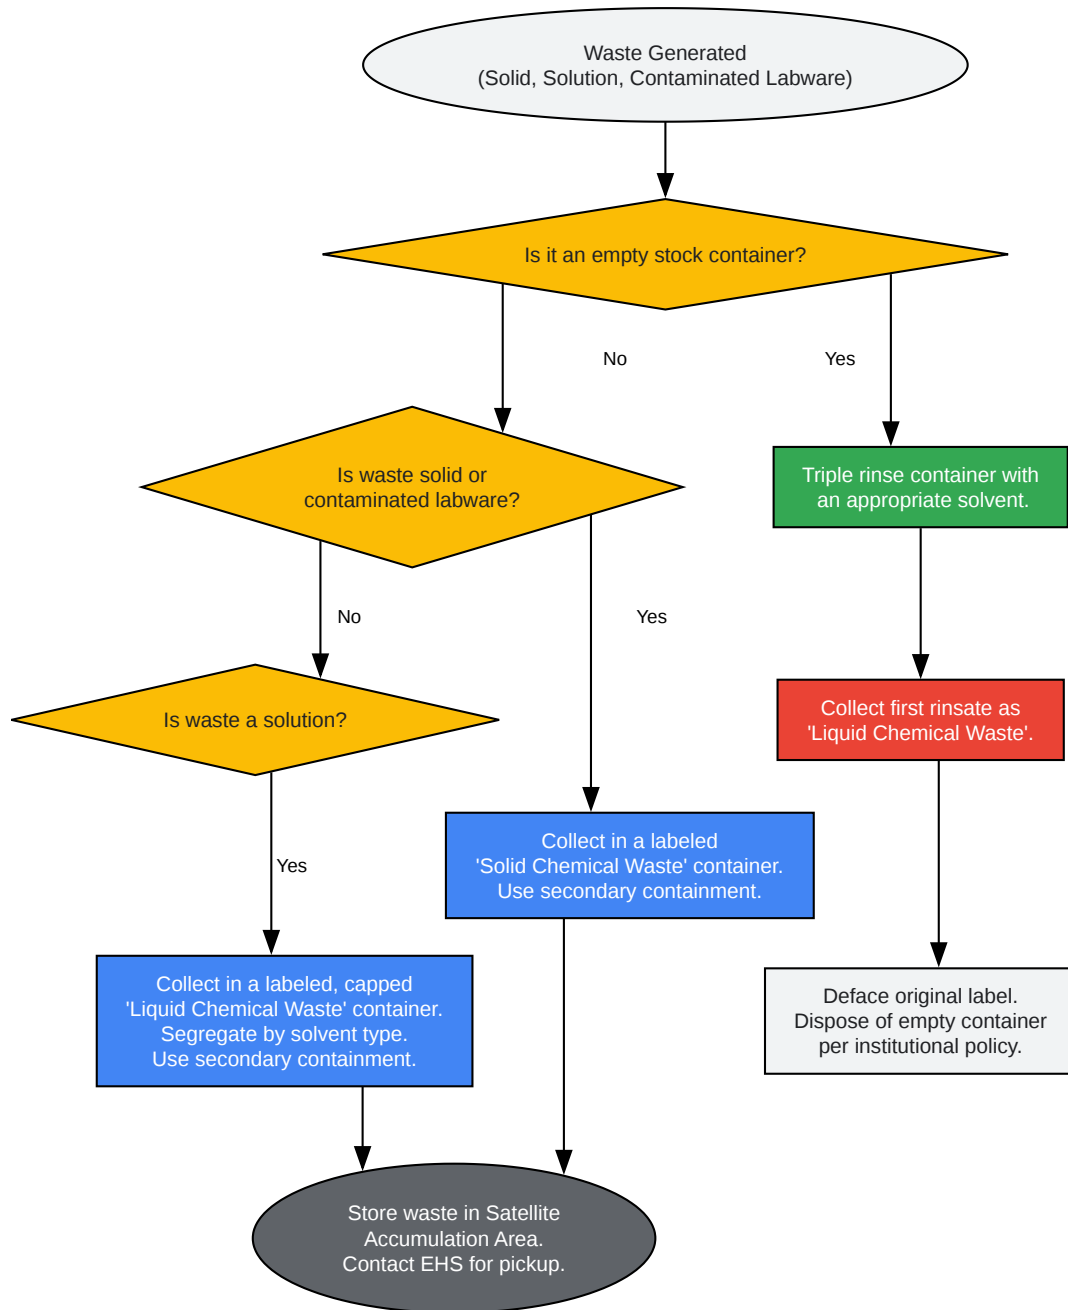 Waste Generated
(Solid, Solution, Contaminated Labware)
Is it an empty stock container?
No
Yes
Is waste solid or
contaminated labware?
Triple rinse container with
an appropriate solvent.
No
Yes
Is waste a solution?
Collect first rinsate as
'Liquid Chemical Waste'.
Yes
Collect in a labeled
'Solid Chemical Waste' container.
Use secondary containment.
Collect in a labeled, capped
'Liquid Chemical Waste' container.
Segregate by solvent type.
Use secondary containment.
Deface original label.
Dispose of empty container
per institutional policy.
Store waste in Satellite
Accumulation Area.
Contact EHS for pickup.